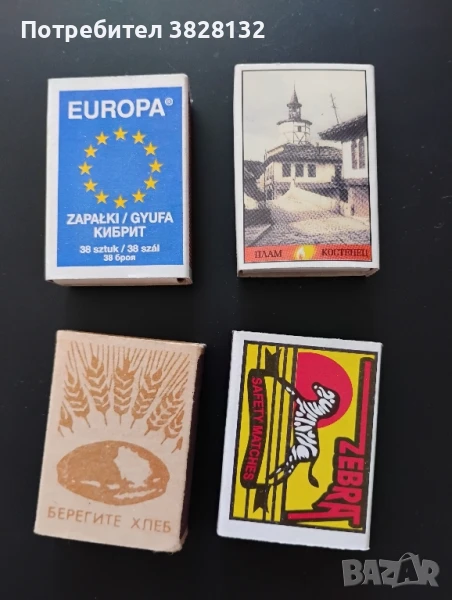 Потребител 3828132
EUROPA®
ZAPAŁKI / GYUFA
КИБРИТ
38 sztuk / 38 szál
38 броя
ПЛАМ КОСТЕНЕЦ
БЕРЕГИТЕ ХЛЕБ
SAFETY MATCHES
ZEBRA
BAZAR